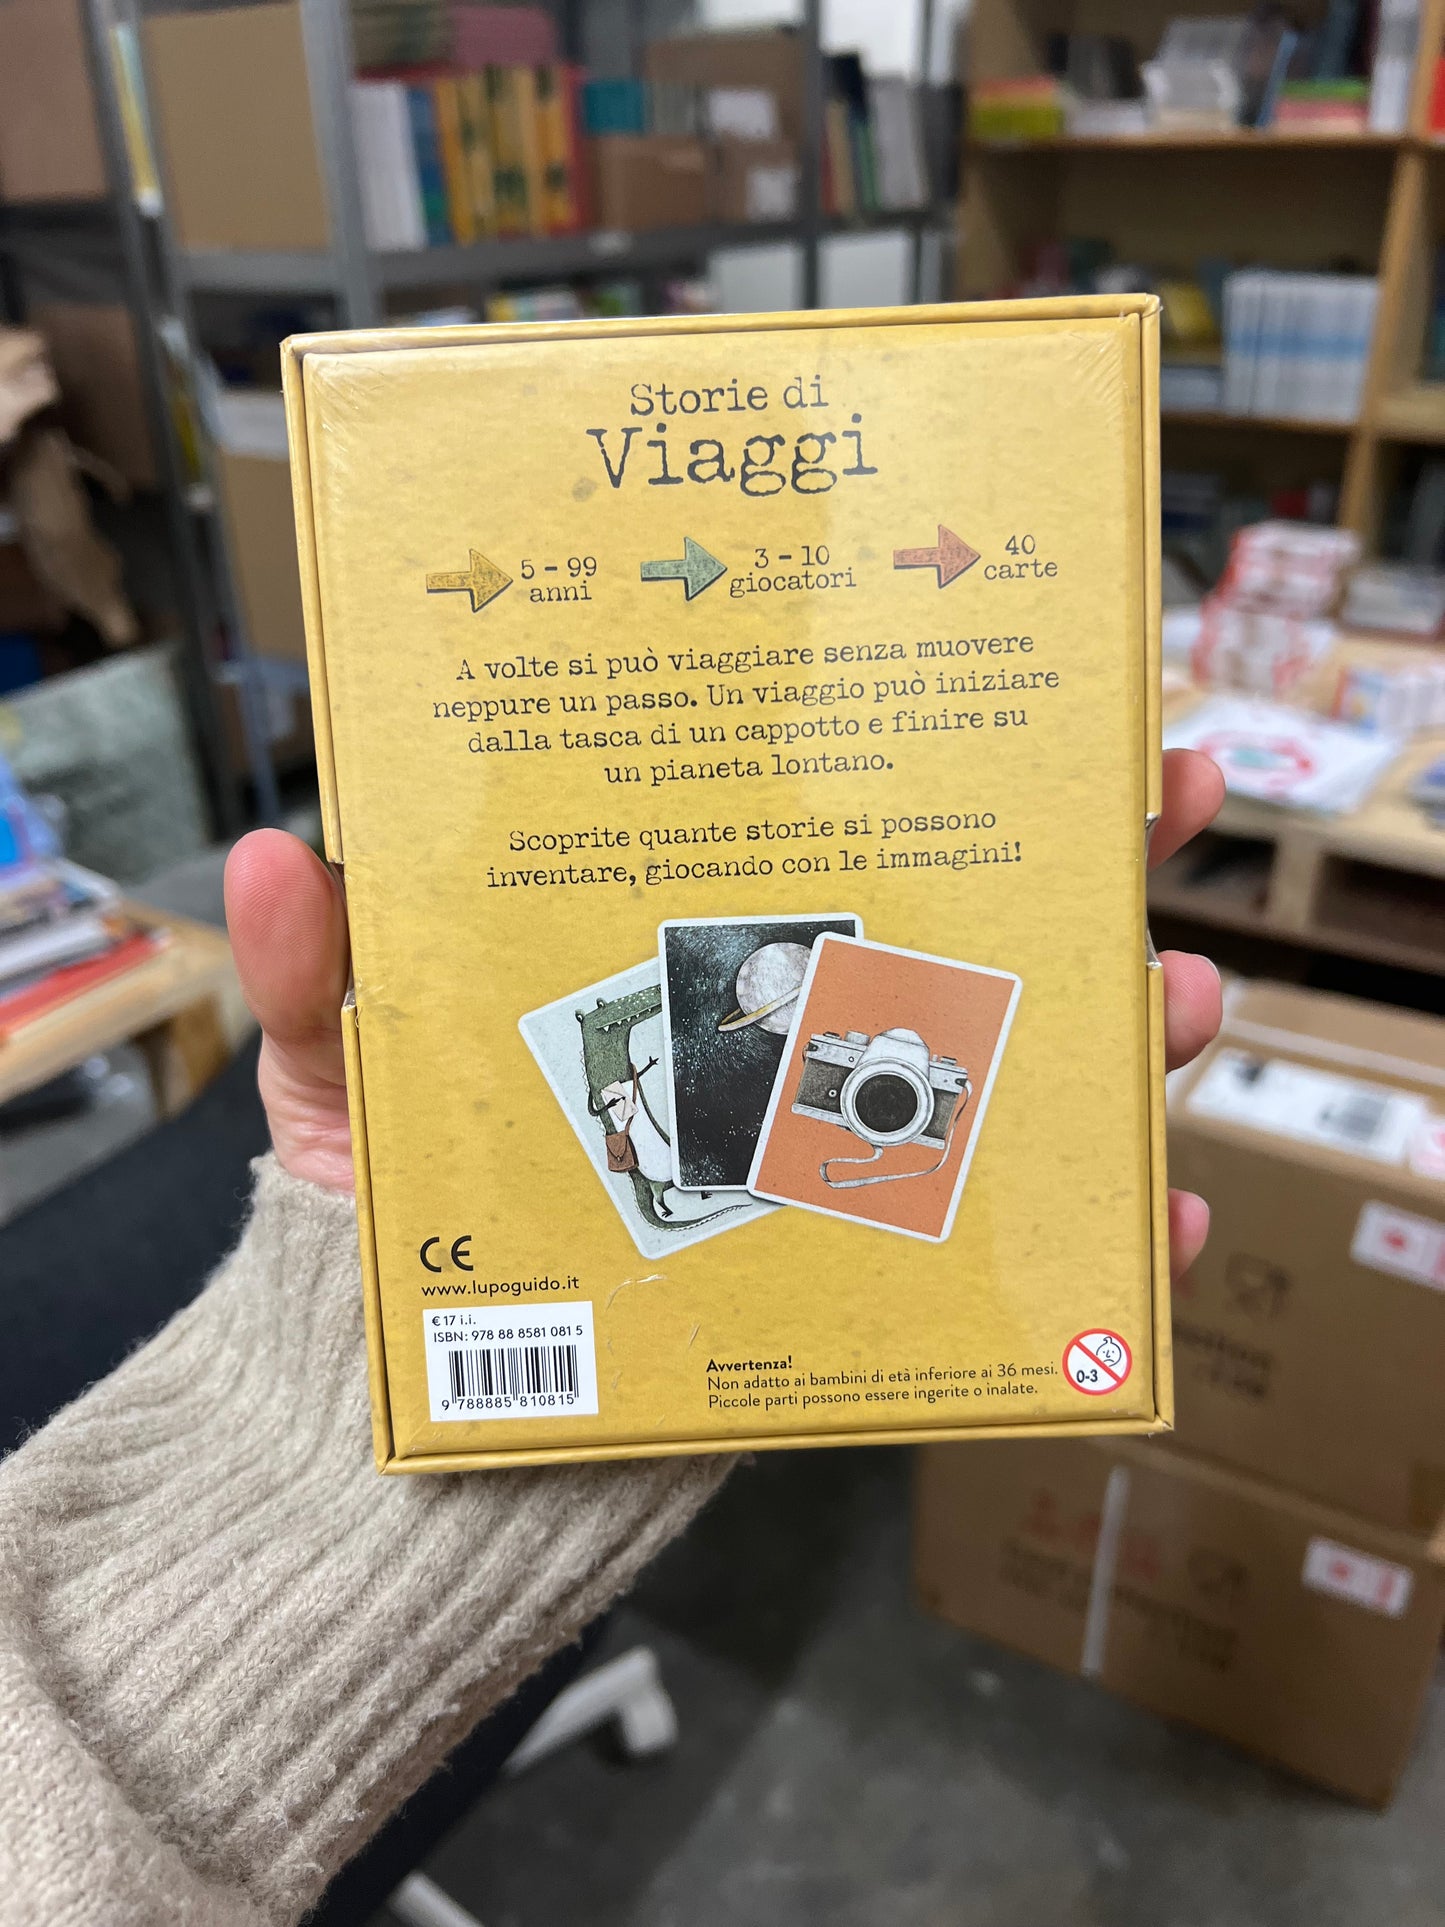 Storie di
Viaggi
5 - 99
anni
3 - 10
giocatori
40
carte
A volte si può viaggiare senza muovere
neppure un passo. Un viaggio può iniziare
dalla tasca di un cappotto e finire su
un pianeta lontano.
Scoprite quante storie si possono
inventare, giocando con le immagini!
CE
www.lupoguido.it
€ 17 i.i.
ISBN: 978 88 8581 081 5
9 788885 810815
Avvertenza!
Non adatto ai bambini di età inferiore ai 36 mesi.
Piccole parti possono essere ingerite o inalate.
0-3